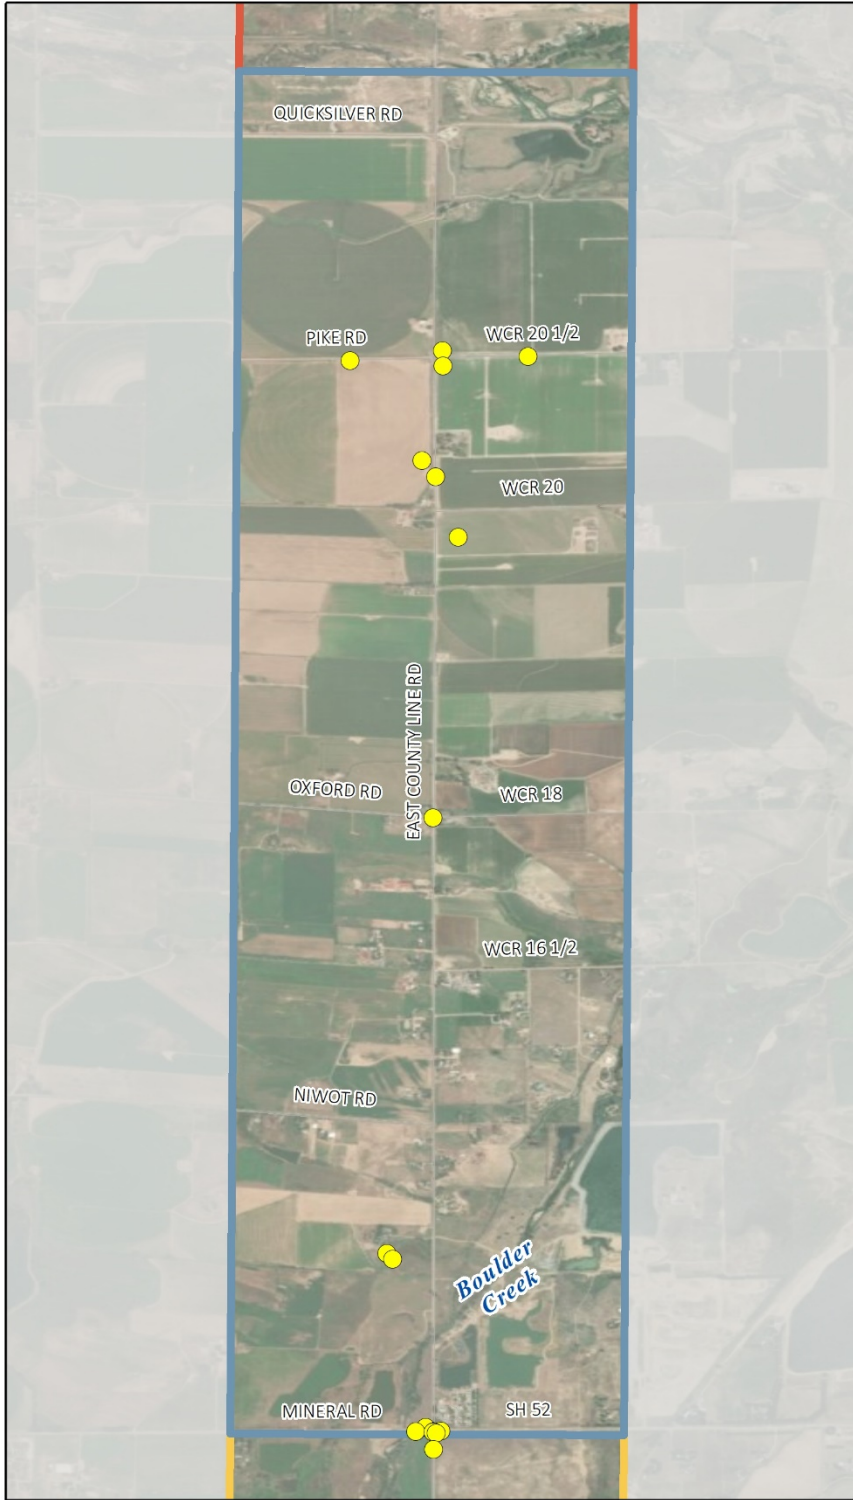 QUICKSILVER RD
PIKE RD
WCR 20 1/2
WCR 20
EAST COUNTY LINE RD
OXFORD RD
WCR 18
WCR 16 1/2
NIWOT RD
Boulder
Creek
MINERAL RD
SH 52